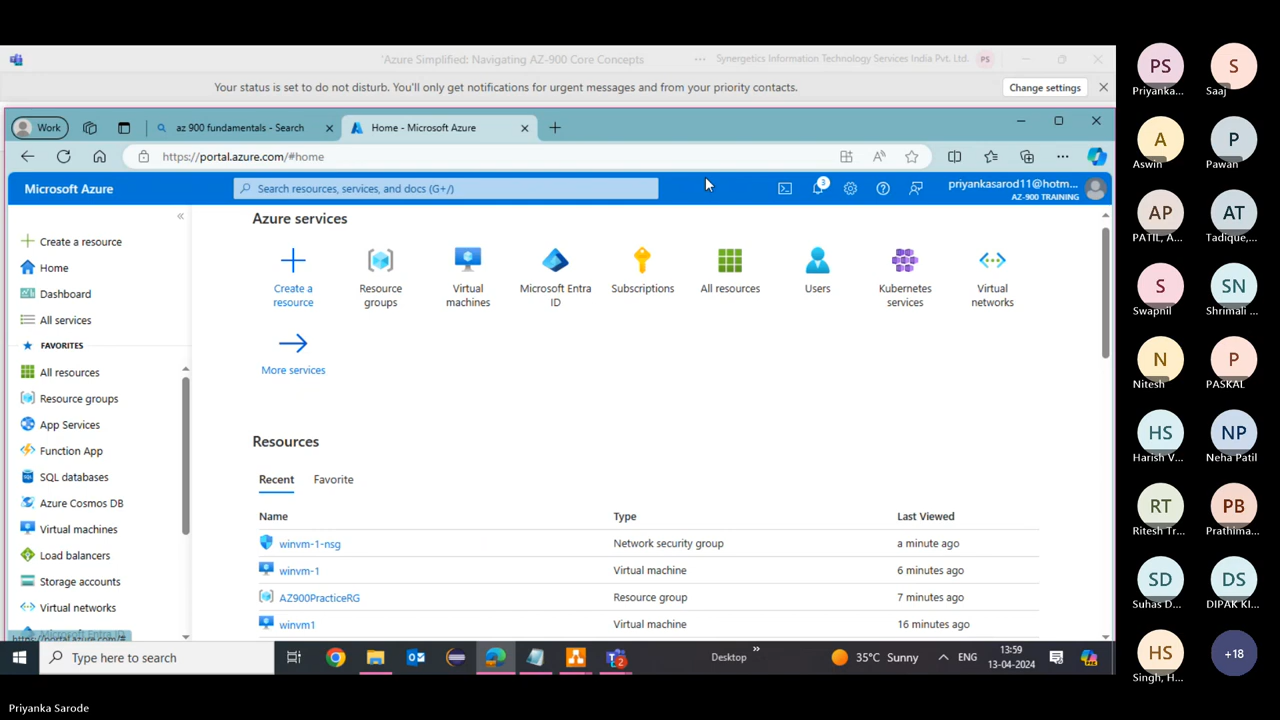 'Azure Simplified: Navigating AZ-900 Core Concepts
Synergetics Information Technology Services India Pvt. Ltd.
PS
Your status is set to do not disturb. You'll only get notifications for urgent messages and from your priority contacts.
Change settings
Work
az 900 fundamentals - Search
Home - Microsoft Azure
https://portal.azure.com/#home
Microsoft Azure
Search resources, services, and docs (G+/)
3
priyankasarod11@hotm...
AZ-900 TRAINING
Create a resource
Home
Dashboard
All services
FAVORITES
All resources
Resource groups
App Services
Function App
SQL databases
Azure Cosmos DB
Virtual machines
Load balancers
Storage accounts
Virtual networks
Microsoft Entra ID
https://portal.azure.com/#
Azure services
Create a resource
Resource groups
Virtual machines
Microsoft Entra ID
Subscriptions
All resources
Users
Kubernetes services
Virtual networks
More services
Resources
Recent
Favorite
Name Type Last Viewed
winvm-1-nsg Network security group a minute ago
winvm-1 Virtual machine 6 minutes ago
AZ900PracticeRG Resource group 7 minutes ago
winvm1 Virtual machine 16 minutes ago
Type here to search
2
Desktop
35°C Sunny
ENG
13:59
13-04-2024
PS
Priyanka...
S
Saaj
A
Aswin
P
Pawan
AP
PATIL, A...
AT
Tadique,...
S
Swapnil
SN
Shrimali ...
N
Nitesh
P
PASKAL
HS
Harish V...
NP
Neha Patil
RT
Ritesh Tr...
PB
Prathima...
SD
Suhas D...
DS
DIPAK KI...
HS
Singh, H...
+18
Priyanka Sarode